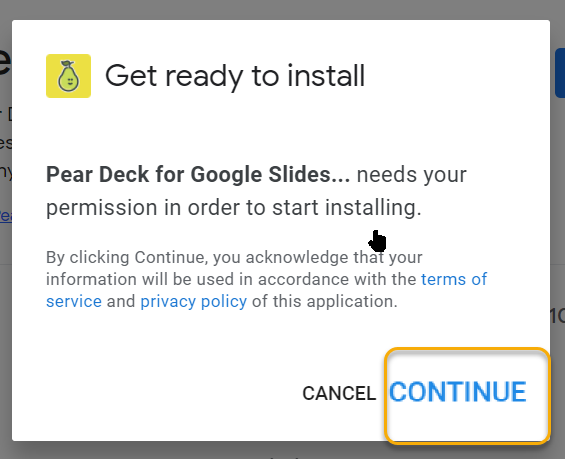 Get ready to install
Pear Deck for Google Slides... needs your
permission in order to start installing.
By clicking Continue, you acknowledge that your
information will be used in accordance with the terms of
service and privacy policy of this application.
CANCEL CONTINUE